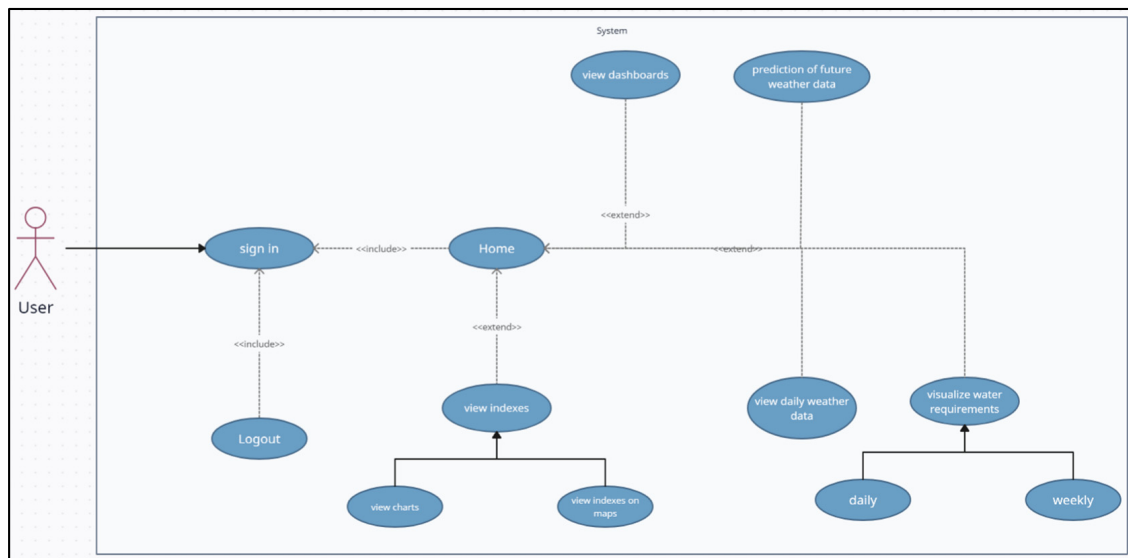 System
view dashboards
prediction of future
weather data
<<extend>>
sign in
<<include>>
Home
<<extend>>
User
<<include>>
<<extend>>
view indexes
view daily weather
data
visualize water
requirements
Logout
view charts
view indexes on
maps
daily
weekly